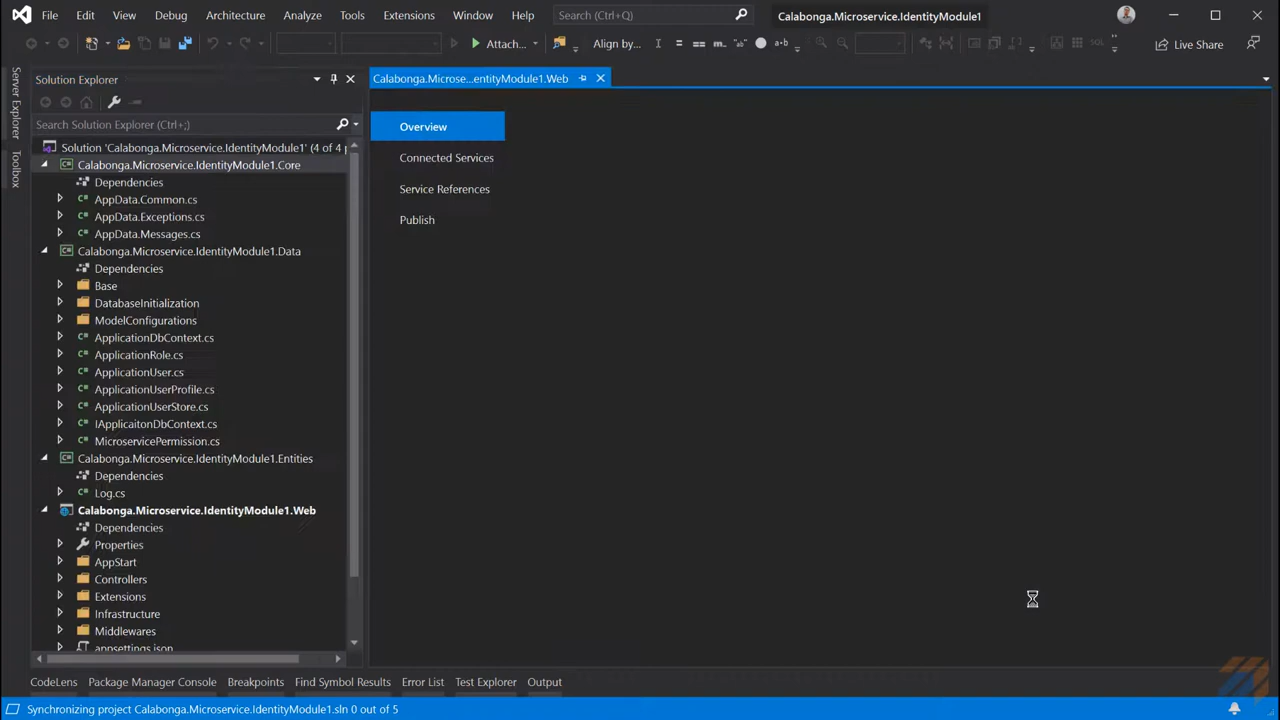 File Edit View Debug Architecture Analyze Tools Extensions Window Help Search (Ctrl+Q) Calabonga.Microservice.IdentityModule1
Attach... Align by... Live Share
Server Explorer
Toolbox
Solution Explorer
Search Solution Explorer (Ctrl+;)
Solution 'Calabonga.Microservice.IdentityModule1' (4 of 4 p
Calabonga.Microservice.IdentityModule1.Core
Dependencies
AppData.Common.cs
AppData.Exceptions.cs
AppData.Messages.cs
Calabonga.Microservice.IdentityModule1.Data
Dependencies
Base
DatabaseInitialization
ModelConfigurations
ApplicationDbContext.cs
ApplicationRole.cs
ApplicationUser.cs
ApplicationUserProfile.cs
ApplicationUserStore.cs
IApplicaitonDbContext.cs
MicroservicePermission.cs
Calabonga.Microservice.IdentityModule1.Entities
Dependencies
Log.cs
Calabonga.Microservice.IdentityModule1.Web
Dependencies
Properties
AppStart
Controllers
Extensions
Infrastructure
Middlewares
appsettings.json
Calabonga.Microse...entityModule1.Web
Overview
Connected Services
Service References
Publish
CodeLens Package Manager Console Breakpoints Find Symbol Results Error List Test Explorer Output
Synchronizing project Calabonga.Microservice.IdentityModule1.sln 0 out of 5